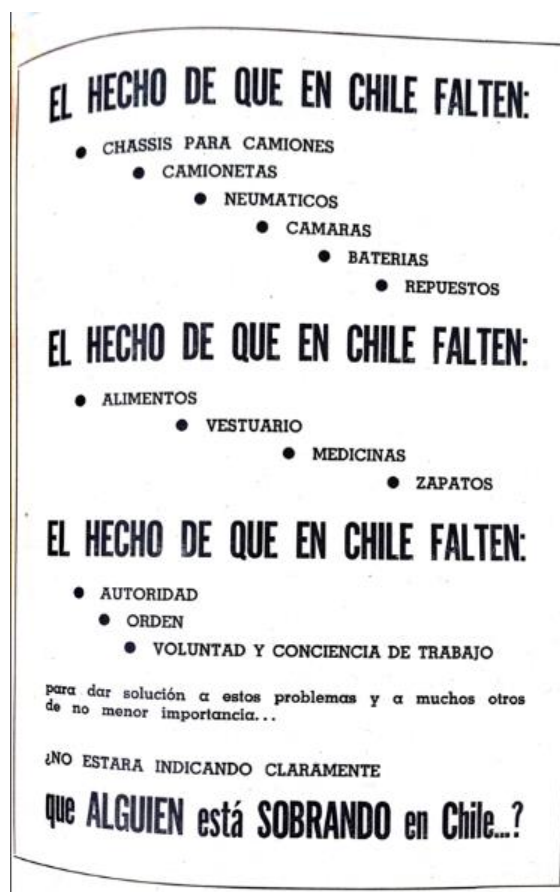 EL HECHO DE QUE EN CHILE FALTEN:
● CHASSIS PARA CAMIONES
● CAMIONETAS
● NEUMATICOS
● CAMARAS
● BATERIAS
● REPUESTOS
EL HECHO DE QUE EN CHILE FALTEN:
● ALIMENTOS
● VESTUARIO
● MEDICINAS
● ZAPATOS
EL HECHO DE QUE EN CHILE FALTEN:
● AUTORIDAD
● ORDEN
● VOLUNTAD Y CONCIENCIA DE TRABAJO
para dar solución a estos problemas y a muchos otros
de no menor importancia...
¿NO ESTARA INDICANDO CLARAMENTE
que ALGUIEN está SOBRANDO en Chile...?